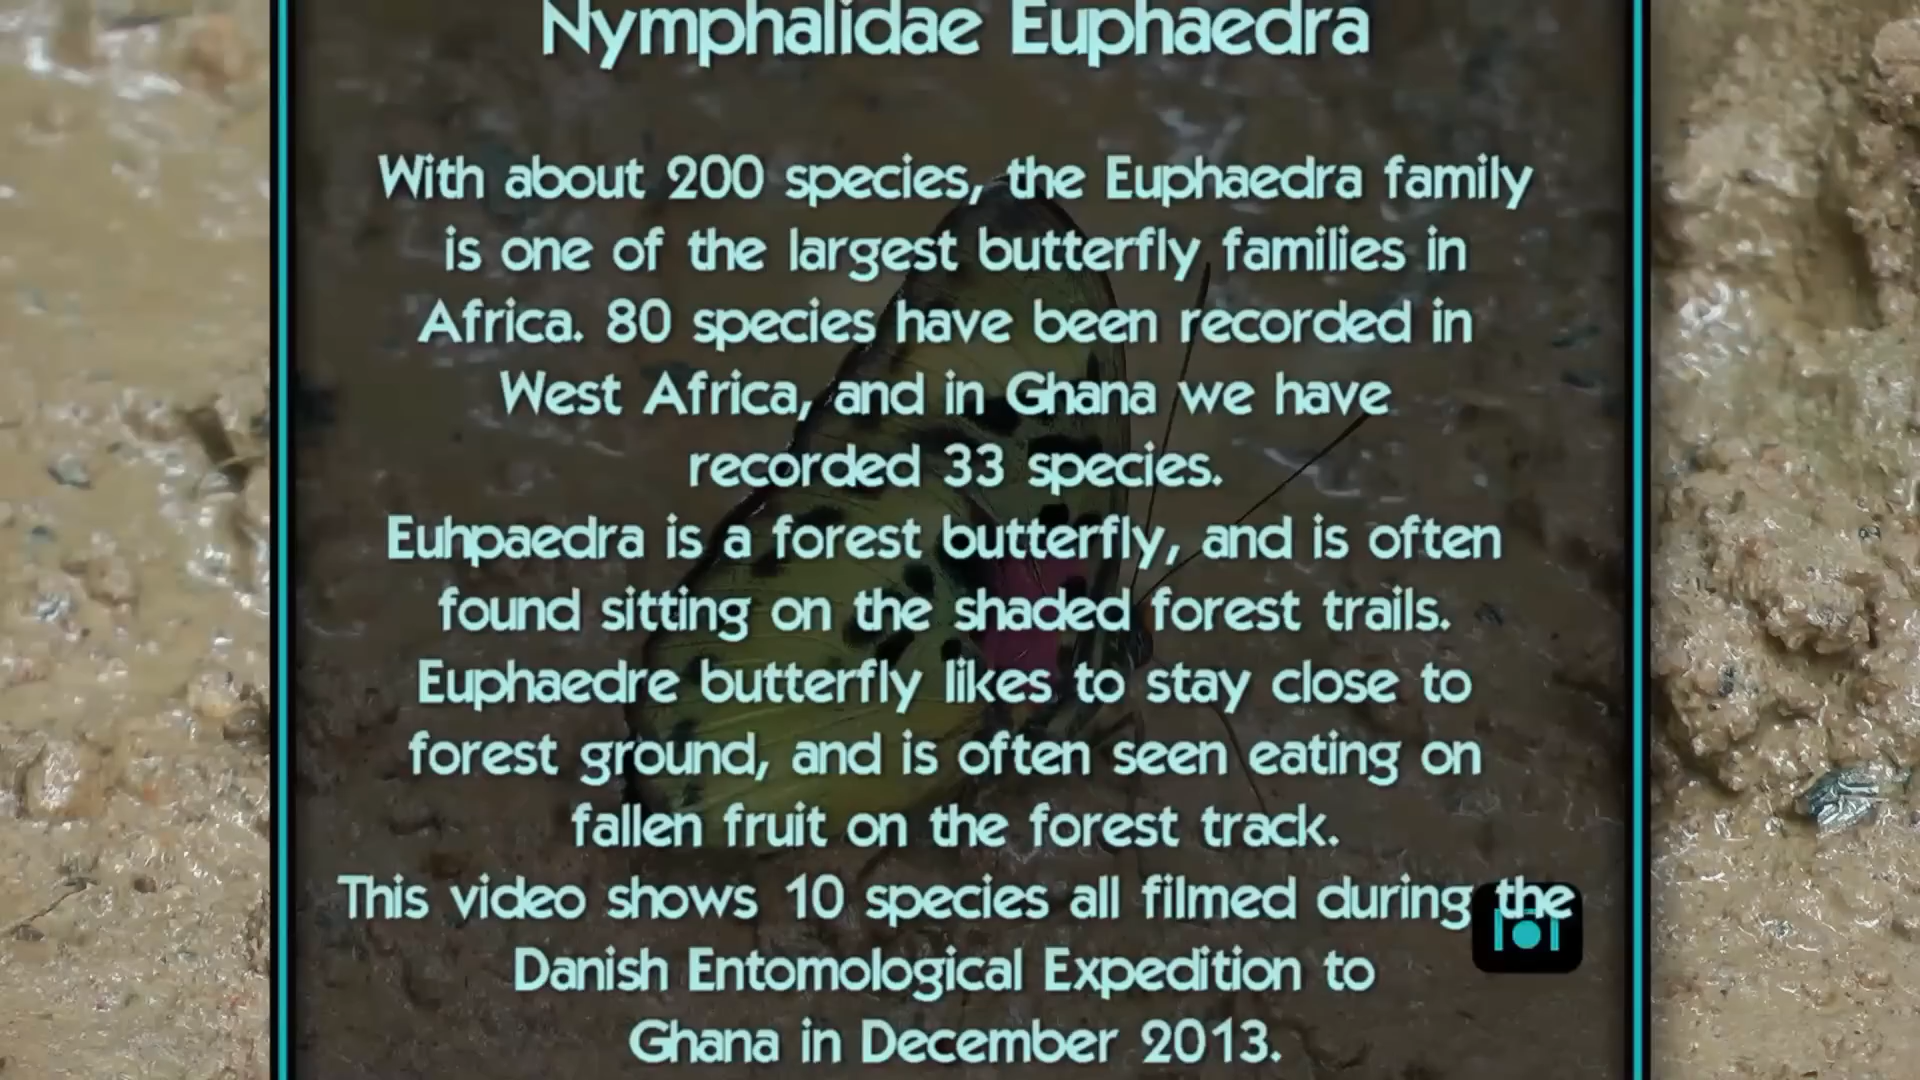 Nymphalidae Euphaedra
With about 200 species, the Euphaedra family
is one of the largest butterfly families in
Africa. 80 species have been recorded in
West Africa, and in Ghana we have
recorded 33 species.
Euhpaedra is a forest butterfly, and is often
found sitting on the shaded forest trails.
Euphaedre butterfly likes to stay close to
forest ground, and is often seen eating on
fallen fruit on the forest track.
This video shows 10 species all filmed during the
Danish Entomological Expedition to
Ghana in December 2013.